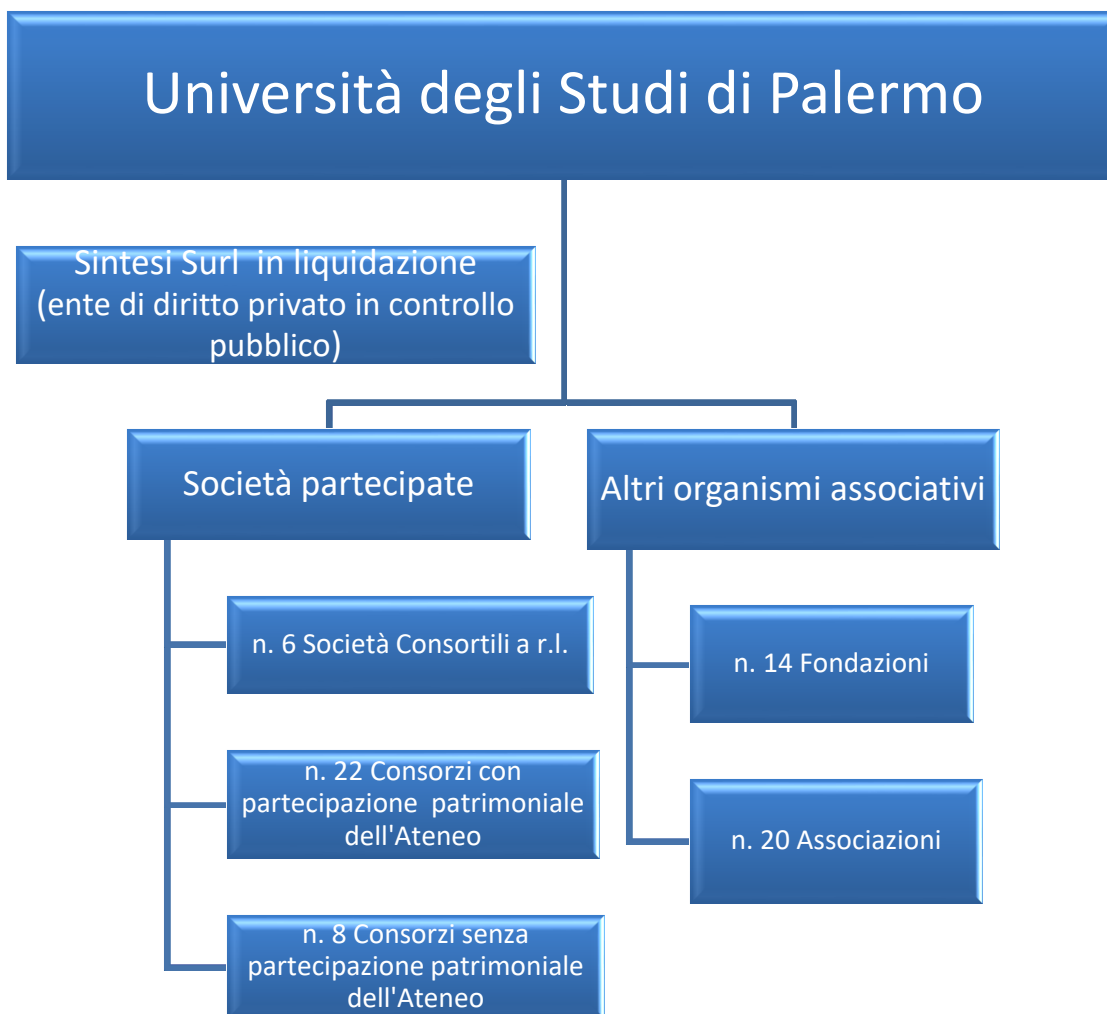 Università degli Studi di Palermo
Sintesi Surl in liquidazione
(ente di diritto privato in controllo
pubblico)
Società partecipate
n. 6 Società Consortili a r.l.
n. 22 Consorzi con
partecipazione patrimoniale
dell'Ateneo
n. 8 Consorzi senza
partecipazione patrimoniale
dell'Ateneo
Altri organismi associativi
n. 14 Fondazioni
n. 20 Associazioni